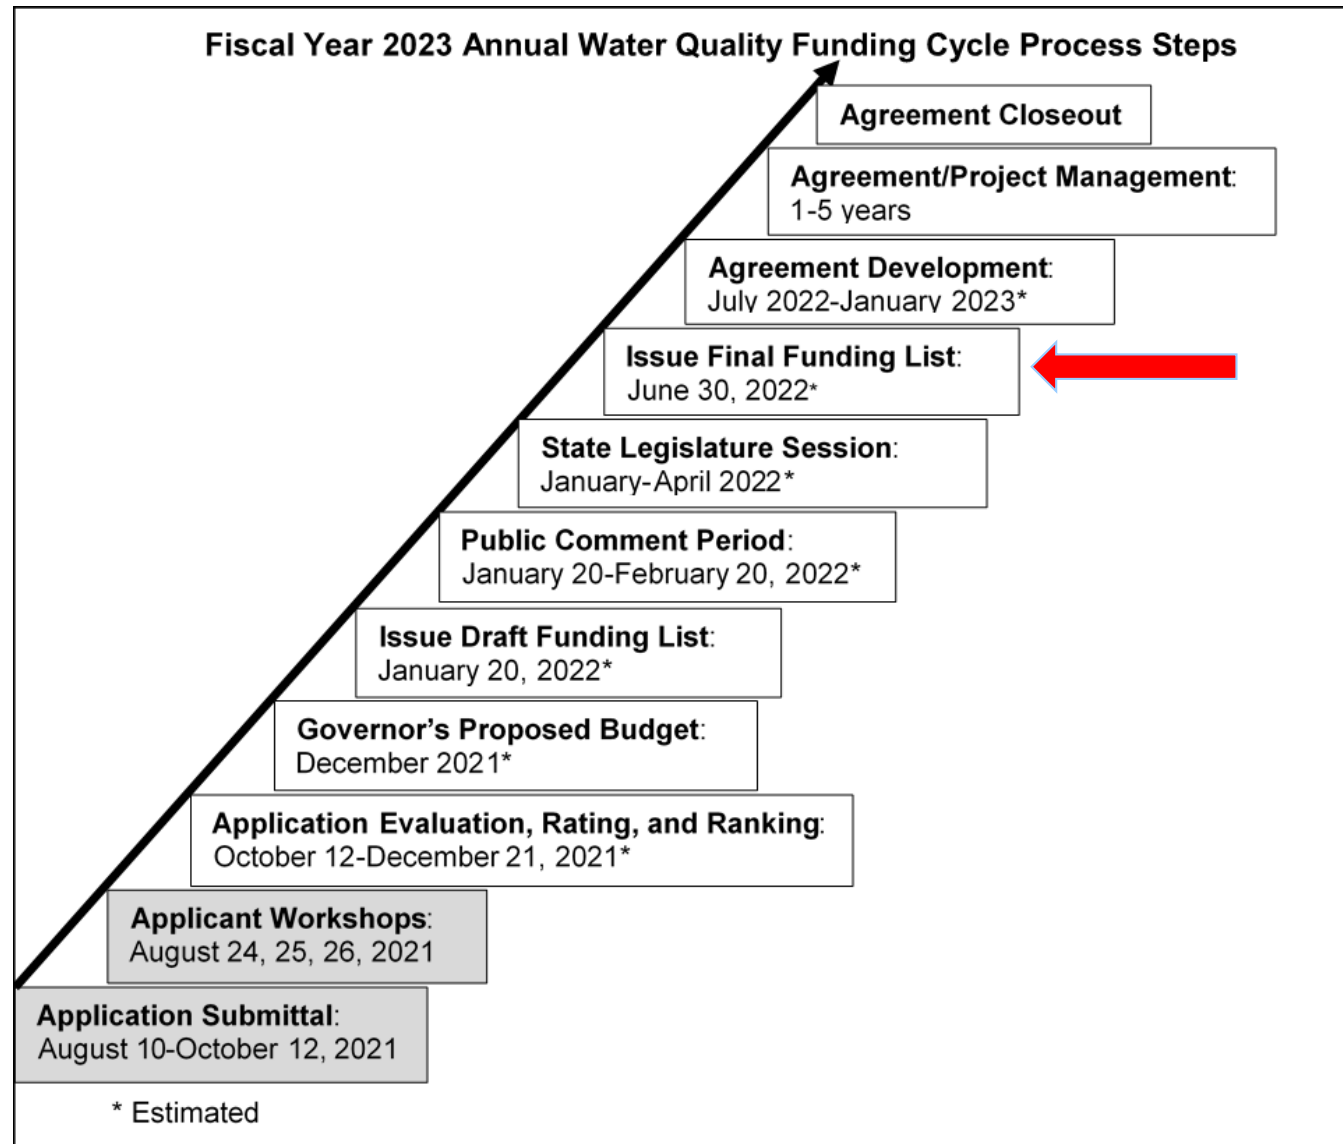 Fiscal Year 2023 Annual Water Quality Funding Cycle Process Steps
Agreement Closeout
Agreement/Project Management:
1-5 years
Agreement Development:
July 2022-January 2023*
Issue Final Funding List:
June 30, 2022*
State Legislature Session:
January-April 2022*
Public Comment Period:
January 20-February 20, 2022*
Issue Draft Funding List:
January 20, 2022*
Governor’s Proposed Budget:
December 2021*
Application Evaluation, Rating, and Ranking:
October 12-December 21, 2021*
Applicant Workshops:
August 24, 25, 26, 2021
Application Submittal:
August 10-October 12, 2021
* Estimated